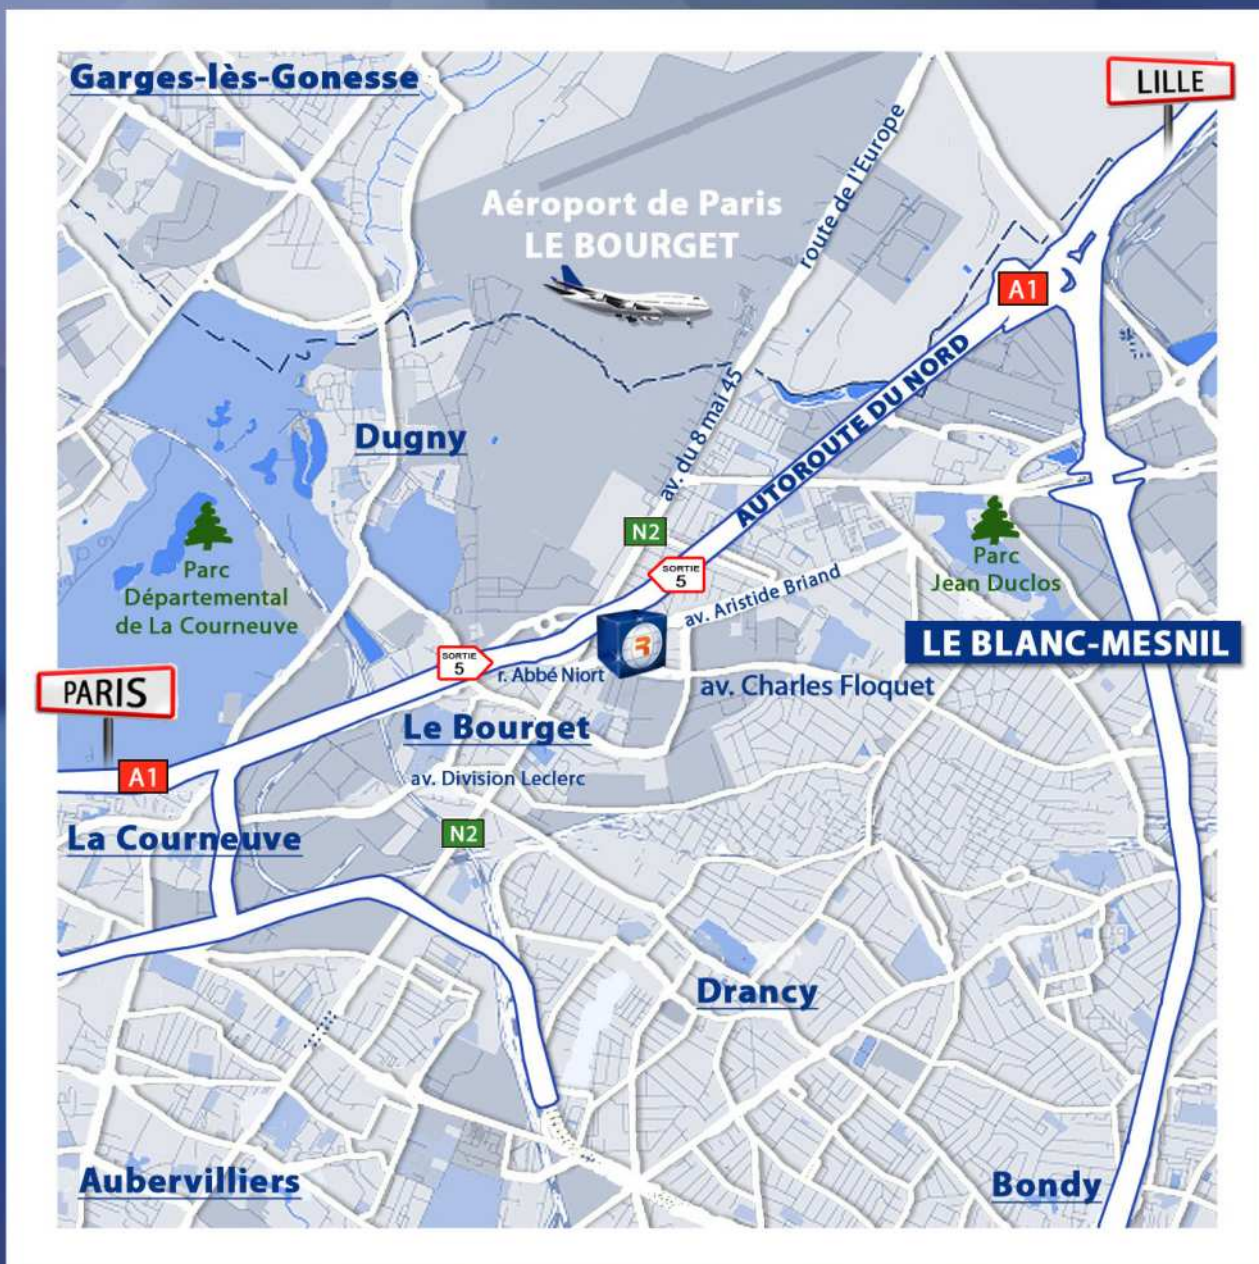 Garges-lès-Gonesse
LILLE
Aéroport de Paris
LE BOURGET
route de l'Europe
A1
AUTOROUTE DU NORD
av. du 8 mai 45
Dugny
N2
SORTIE
5
Parc
Départemental
de La Courneuve
Parc
Jean Duclos
av. Aristide Briand
LE BLANC-MESNIL
SORTIE
5
r. Abbé Niort
R
av. Charles Floquet
PARIS
Le Bourget
A1
av. Division Leclerc
La Courneuve
N2
Drancy
Aubervilliers
Bondy